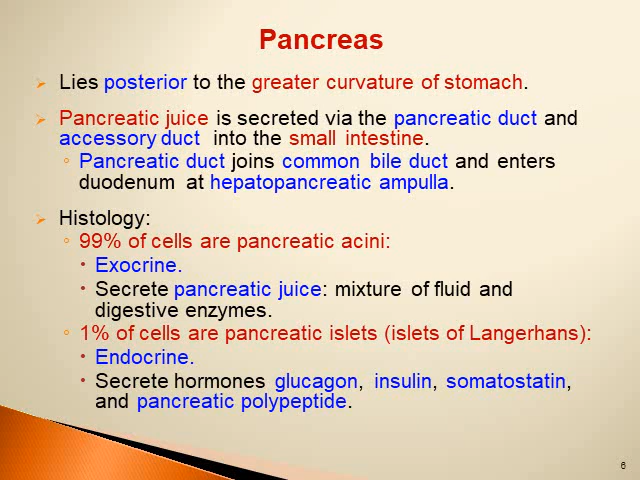 Pancreas
➢ Lies posterior to the greater curvature of stomach.
➢ Pancreatic juice is secreted via the pancreatic duct and
accessory duct into the small intestine.
◦ Pancreatic duct joins common bile duct and enters
duodenum at hepatopancreatic ampulla.
➢ Histology:
◦ 99% of cells are pancreatic acini:
• Exocrine.
• Secrete pancreatic juice: mixture of fluid and
digestive enzymes.
◦ 1% of cells are pancreatic islets (islets of Langerhans):
• Endocrine.
• Secrete hormones glucagon, insulin, somatostatin,
and pancreatic polypeptide.
6